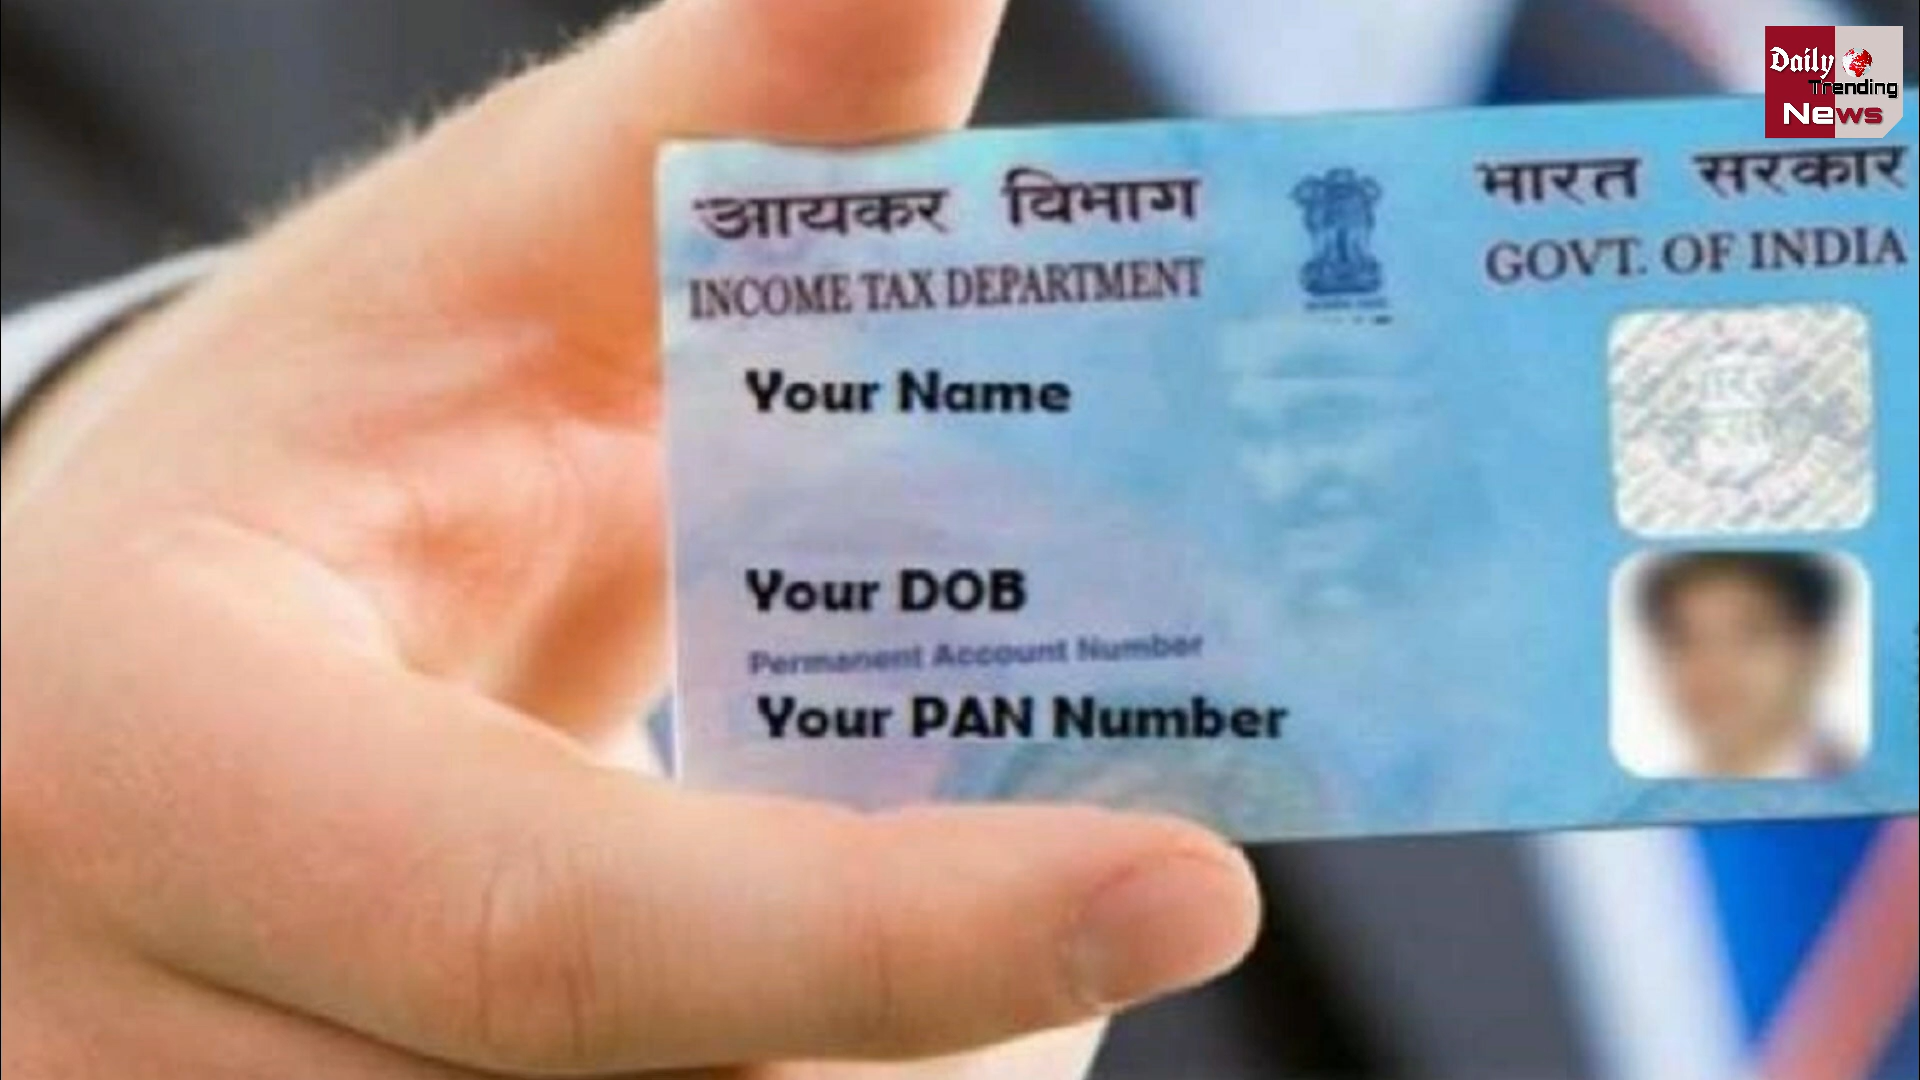 Daily
Trending
News
आयकर विभाग
भारत सरकार
INCOME TAX DEPARTMENT
GOVT. OF INDIA
Your Name
Your DOB
Permanent Account Number
Your PAN Number